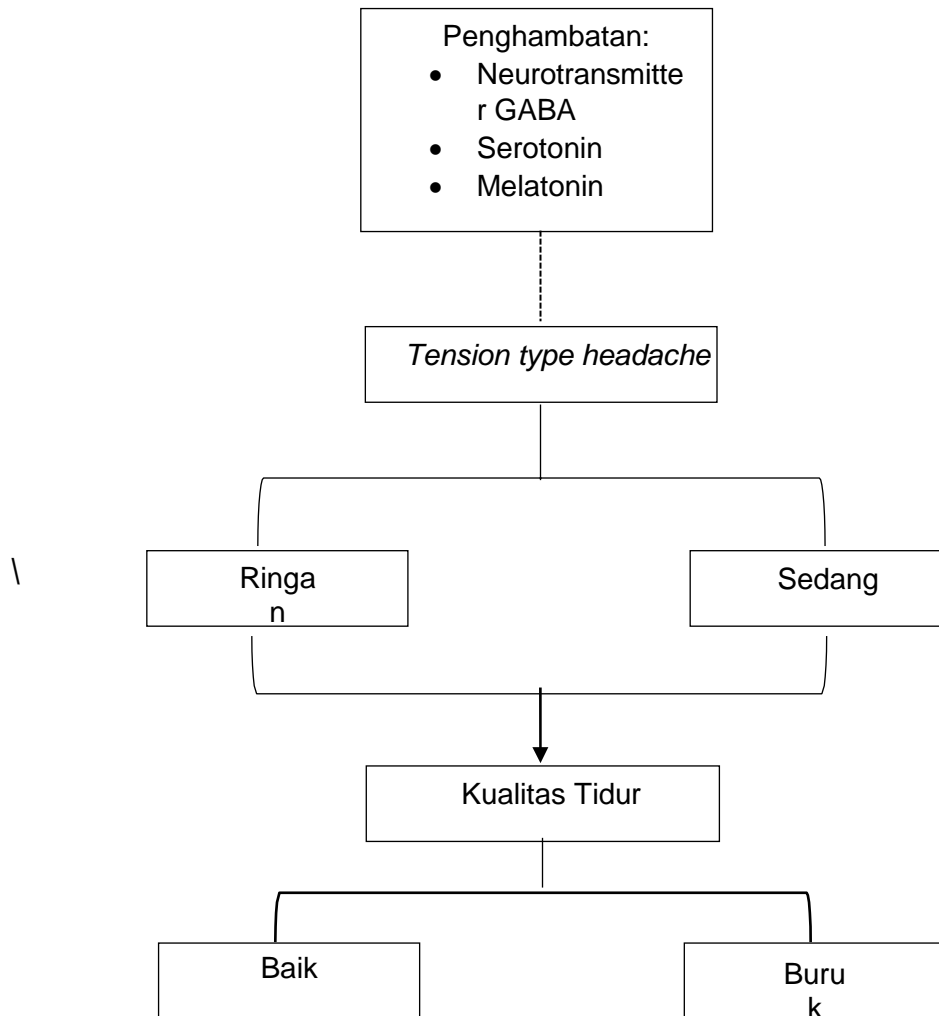 Penghambatan:
• Neurotransmitte
r GABA
• Serotonin
• Melatonin
Tension type headache
\
Ringa
n
Sedang
Kualitas Tidur
Baik
Buru
k